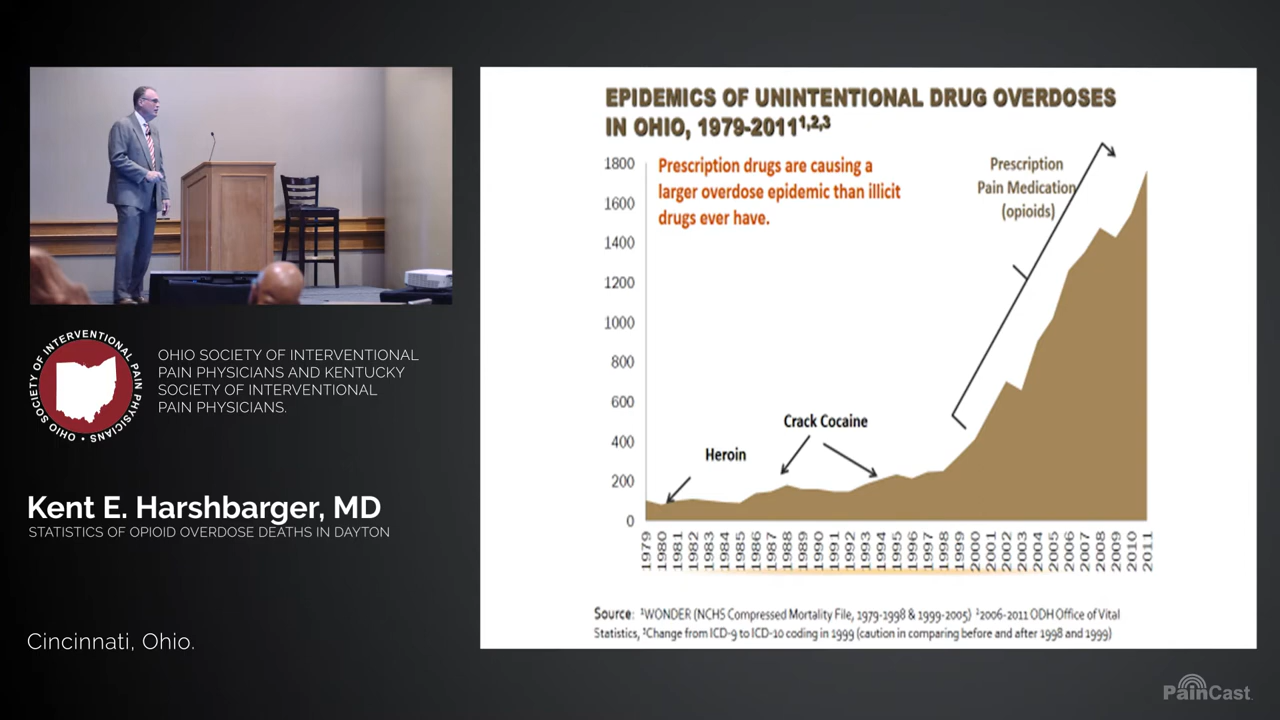 EPIDEMICS OF UNINTENTIONAL DRUG OVERDOSES
IN OHIO, 1979-2011¹,²,³
Prescription drugs are causing a
larger overdose epidemic than illicit
drugs ever have.
Prescription
Pain Medication
(opioids)
1800
1600
1400
1200
1000
800
600
400
200
0
Crack Cocaine
Heroin
1979
1980
1981
1982
1983
1984
1985
1986
1987
1988
1989
1990
1991
1992
1993
1994
1995
1996
1997
1998
1999
2000
2001
2002
2003
2004
2005
2006
2007
2008
2009
2010
2011
Source: ¹WONDER (NCHS Compressed Mortality File, 1979-1998 & 1999-2005) ²2006-2011 ODH Office of Vital
Statistics, ³Change from ICD-9 to ICD-10 coding in 1999 (caution in comparing before and after 1998 and 1999)
OHIO SOCIETY OF INTERVENTIONAL PAIN PHYSICIANS •
OHIO SOCIETY OF INTERVENTIONAL
PAIN PHYSICIANS AND KENTUCKY
SOCIETY OF INTERVENTIONAL
PAIN PHYSICIANS.
Kent E. Harshbarger, MD
STATISTICS OF OPIOID OVERDOSE DEATHS IN DAYTON
Cincinnati, Ohio.
PainCast